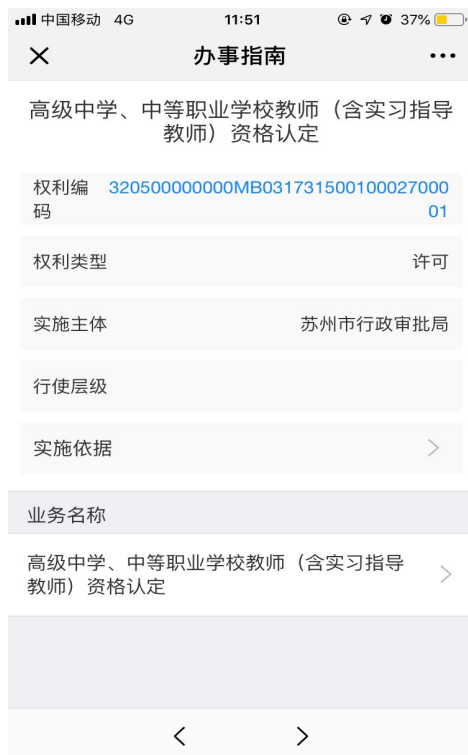 中国移动 4G 11:51 37%
办事指南
高级中学、中等职业学校教师（含实习指导
教师）资格认定
权利编 320500000000MB031731500100027000
码 01
权利类型 许可
实施主体 苏州市行政审批局
行使层级
实施依据
业务名称
高级中学、中等职业学校教师（含实习指导
教师）资格认定